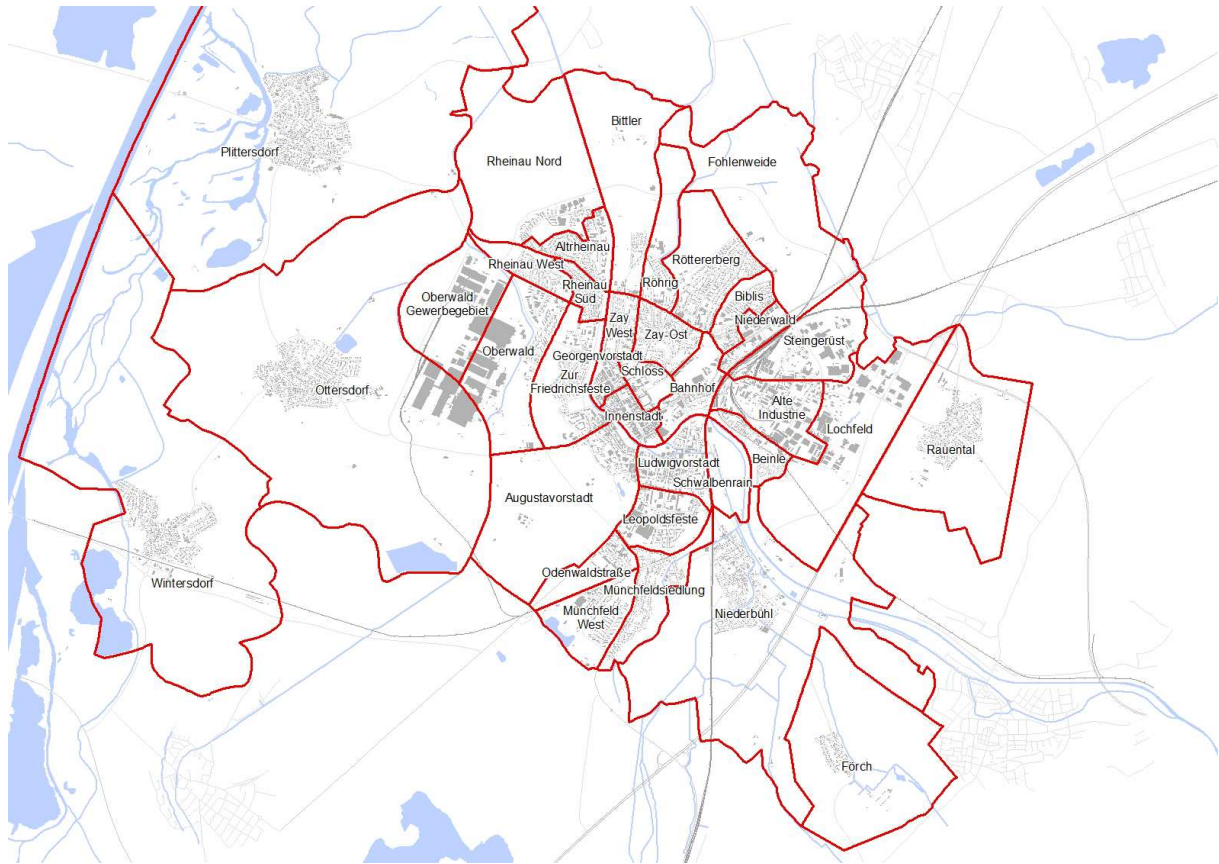 Bittler
Plittersdorf
Rheinau Nord
Fohlenweide
Altrheinau
Rheinau West
Röttererberg
Rheinau
Süd
Röhrig
Oberwald
Gewerbegebiet
Biblis
Zay
West
Zay-Ost
Niederwald
Steingerüst
Oberwald
Georgenvorstadt
Schloss
Zur
Friedrichsfeste
Bahnhof
Ottersdorf
Alte
Industrie
Innenstadt
Lochfeld
Rauental
Ludwigvorstadt
Beinle
Schwalbenrain
Augustavorstadt
Leopoldsfeste
Odenwaldstraße
Wintersdorf
Münchfeldsiedlung
Münchfeld
West
Niederbühl
Förch